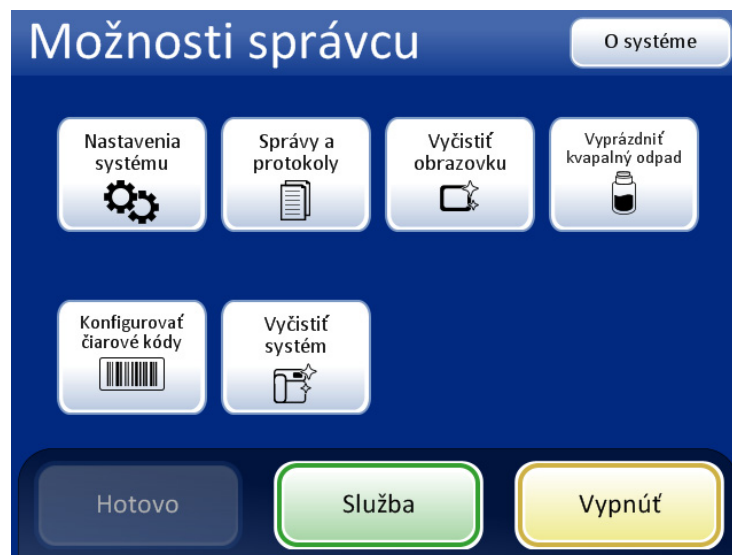 Možnosti správcu
O systéme
Nastavenia
systému
Správy a
protokoly
Vyčistiť
obrazovku
Vyprázdniť
kvapalný odpad
Konfigurovať
čiarové kódy
Vyčistiť
systém
Hotovo
Služba
Vypnúť